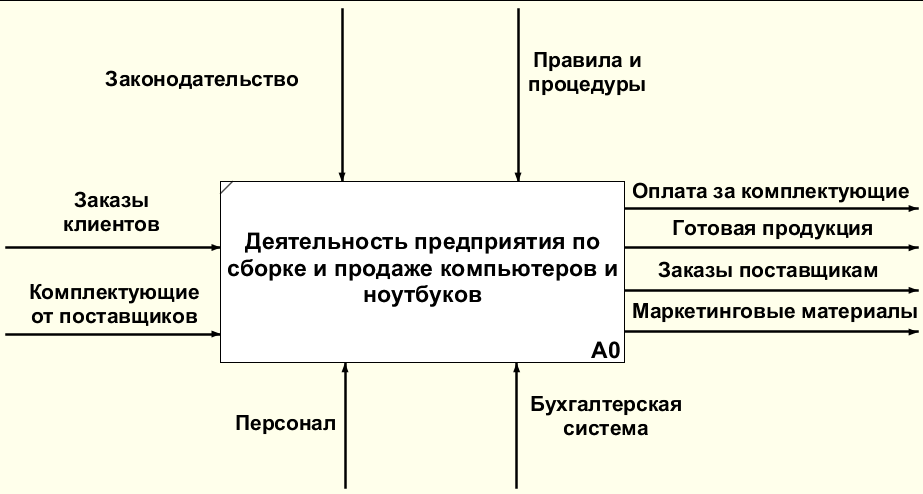 Законодательство
Правила и
процедуры
Заказы
клиентов
Комплектующие
от поставщиков
Деятельность предприятия по
сборке и продаже компьютеров и
ноутбуков
A0
Оплата за комплектующие
Готовая продукция
Заказы поставщикам
Маркетинговые материалы
Персонал
Бухгалтерская
система